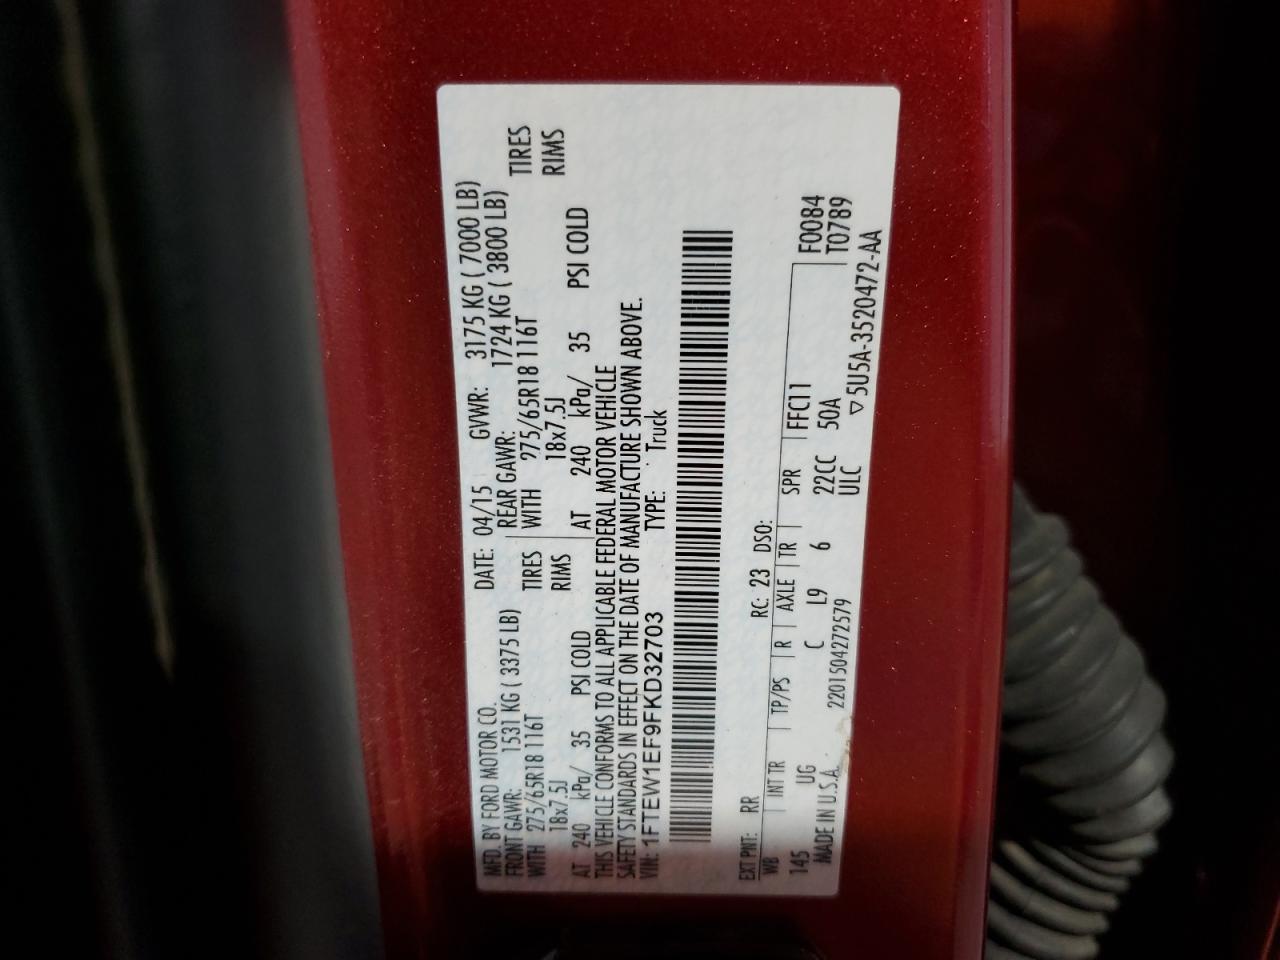 MFD. BY FORD MOTOR CO. DATE: 04/15 GVWR: 3175 KG ( 7000 LB)
FRONT GAWR: 1531 KG ( 3375 LB) REAR GAWR: 1724 KG ( 3800 LB)
WITH 275/65R18 116T TIRES WITH 275/65R18 116T TIRES
18x7.5J RIMS 18x7.5J RIMS
AT 240 kPa/ 35 PSI COLD AT 240 kPa/ 35 PSI COLD
THIS VEHICLE CONFORMS TO ALL APPLICABLE FEDERAL MOTOR VEHICLE
SAFETY STANDARDS IN EFFECT ON THE DATE OF MANUFACTURE SHOWN ABOVE.
VIN: 1FTEW1EF9FKD32703 TYPE: Truck
EXT PNT: RR RC: 23 DSO:
WB INT TR TP/PS R AXLE TR SPR FFC11 F0084
145 UG C L9 6 22CC 50A T0789
MADE IN U.S.A. 2201504272579 ULC ▽5U5A-3520472-AA